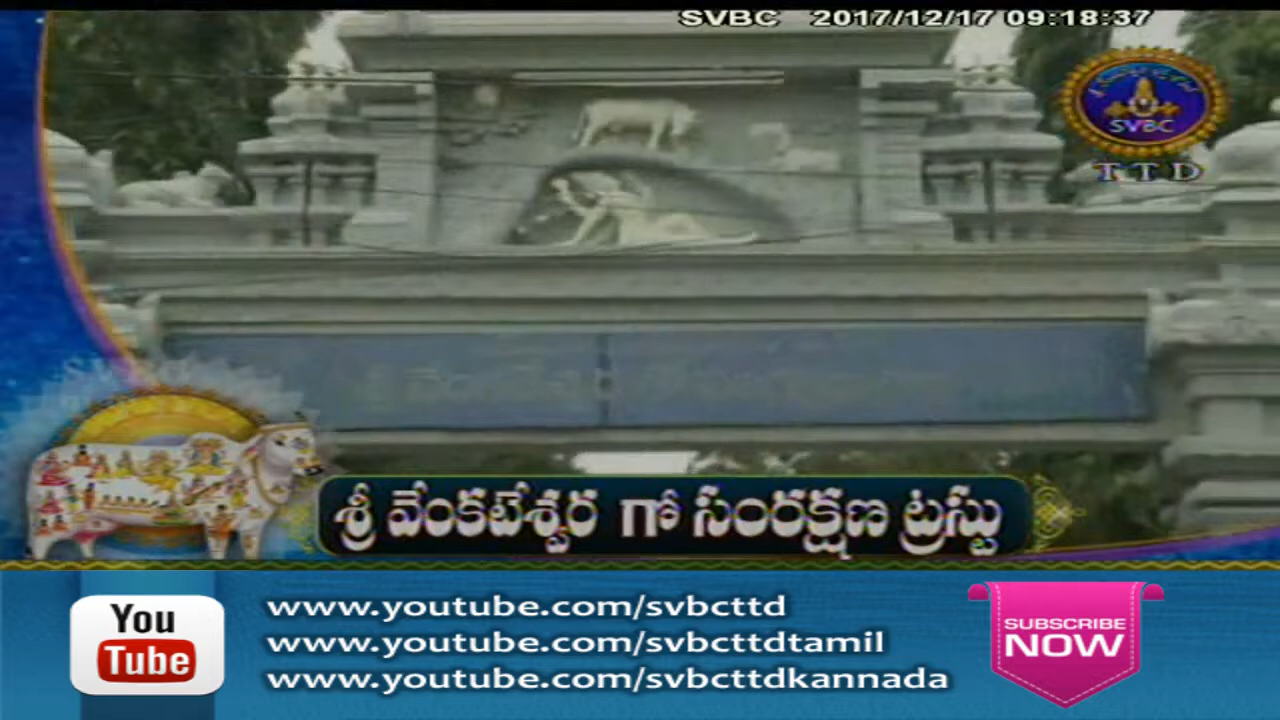 SVBC 2017/12/17 09:18:37
SVBC
T T D
శ్రీ వేంకటేశ్వర గో సంరక్షణ ట్రస్టు
You
Tube
www.youtube.com/svbcttd
www.youtube.com/svbcttdtamil
www.youtube.com/svbcttdkannada
SUBSCRIBE
NOW